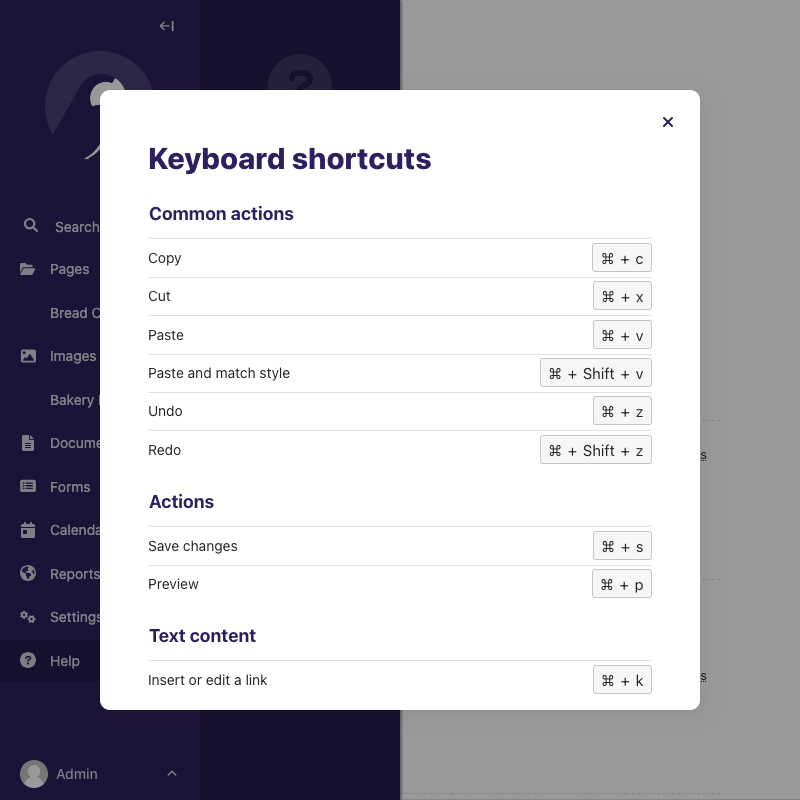 ?
Keyboard shortcuts
Common actions
Copy ⌘ + c
Cut ⌘ + x
Paste ⌘ + v
Paste and match style ⌘ + Shift + v
Undo ⌘ + z
Redo ⌘ + Shift + z
Actions
Save changes ⌘ + s
Preview ⌘ + p
Text content
Insert or edit a link ⌘ + k
Search
Pages
Bread C
Images
Bakery
Docume
Forms
Calenda
Reports
Settings
Help
Admin
s
s